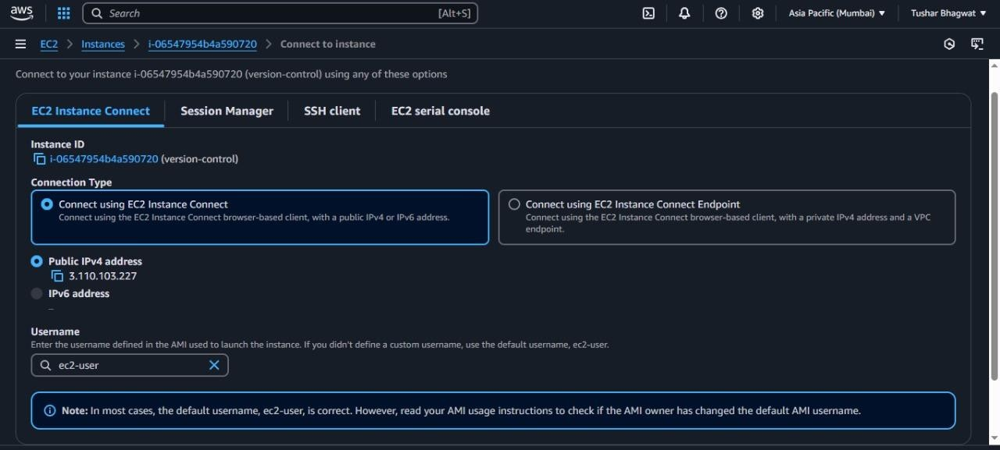 aws
Search [Alt+S]
Asia Pacific (Mumbai) ▼
Tushar Bhagwat ▼
EC2 > Instances > i-06547954b4a590720 > Connect to instance
Connect to your instance i-06547954b4a590720 (version-control) using any of these options
EC2 Instance Connect
Session Manager
SSH client
EC2 serial console
Instance ID
i-06547954b4a590720 (version-control)
Connection Type
Connect using EC2 Instance Connect
Connect using the EC2 Instance Connect browser-based client, with a public IPv4 or IPv6 address.
Connect using EC2 Instance Connect Endpoint
Connect using the EC2 Instance Connect browser-based client, with a private IPv4 address and a VPC
endpoint.
Public IPv4 address
3.110.103.227
IPv6 address
–
Username
Enter the username defined in the AMI used to launch the instance. If you didn't define a custom username, use the default username, ec2-user.
ec2-user
Note: In most cases, the default username, ec2-user, is correct. However, read your AMI usage instructions to check if the AMI owner has changed the default AMI username.